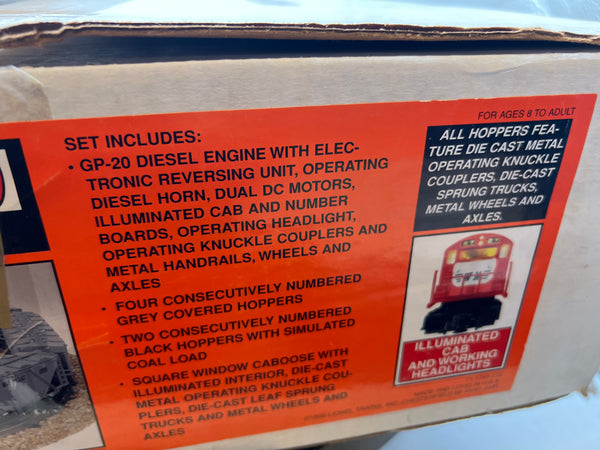 FOR AGES 8 TO ADULT
SET INCLUDES:
• GP-20 DIESEL ENGINE WITH ELEC-
TRONIC REVERSING UNIT, OPERATING
DIESEL HORN, DUAL DC MOTORS,
ILLUMINATED CAB AND NUMBER
BOARDS, OPERATING HEADLIGHT,
OPERATING KNUCKLE COUPLERS AND
METAL HANDRAILS, WHEELS AND
AXLES
• FOUR CONSECUTIVELY NUMBERED
GREY COVERED HOPPERS
• TWO CONSECUTIVELY NUMBERED
BLACK HOPPERS WITH SIMULATED
COAL LOAD
• SQUARE WINDOW CABOOSE WITH
ILLUMINATED INTERIOR, DIE-CAST
METAL OPERATING KNUCKLE COU-
PLERS, DIE-CAST LEAF SPRUNG
TRUCKS AND METAL WHEELS AND
AXLES
ALL HOPPERS FEA-
TURE DIE CAST METAL
OPERATING KNUCKLE
COUPLERS, DIE-CAST
SPRUNG TRUCKS,
METAL WHEELS AND
AXLES.
ILLUMINATED
CAB
AND WORKING
HEADLIGHTS
LIONEL TRAINS, INC.